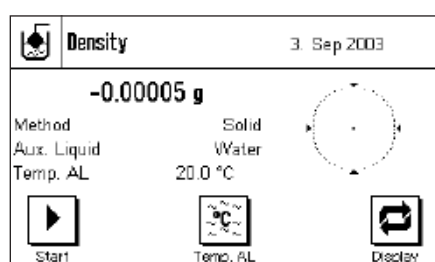 Density 3. Sep 2003
-0.00005 g
Method Solid
Aux. Liquid Water
Temp. AL 20.0 °C
°C
Start Temp. AL Display